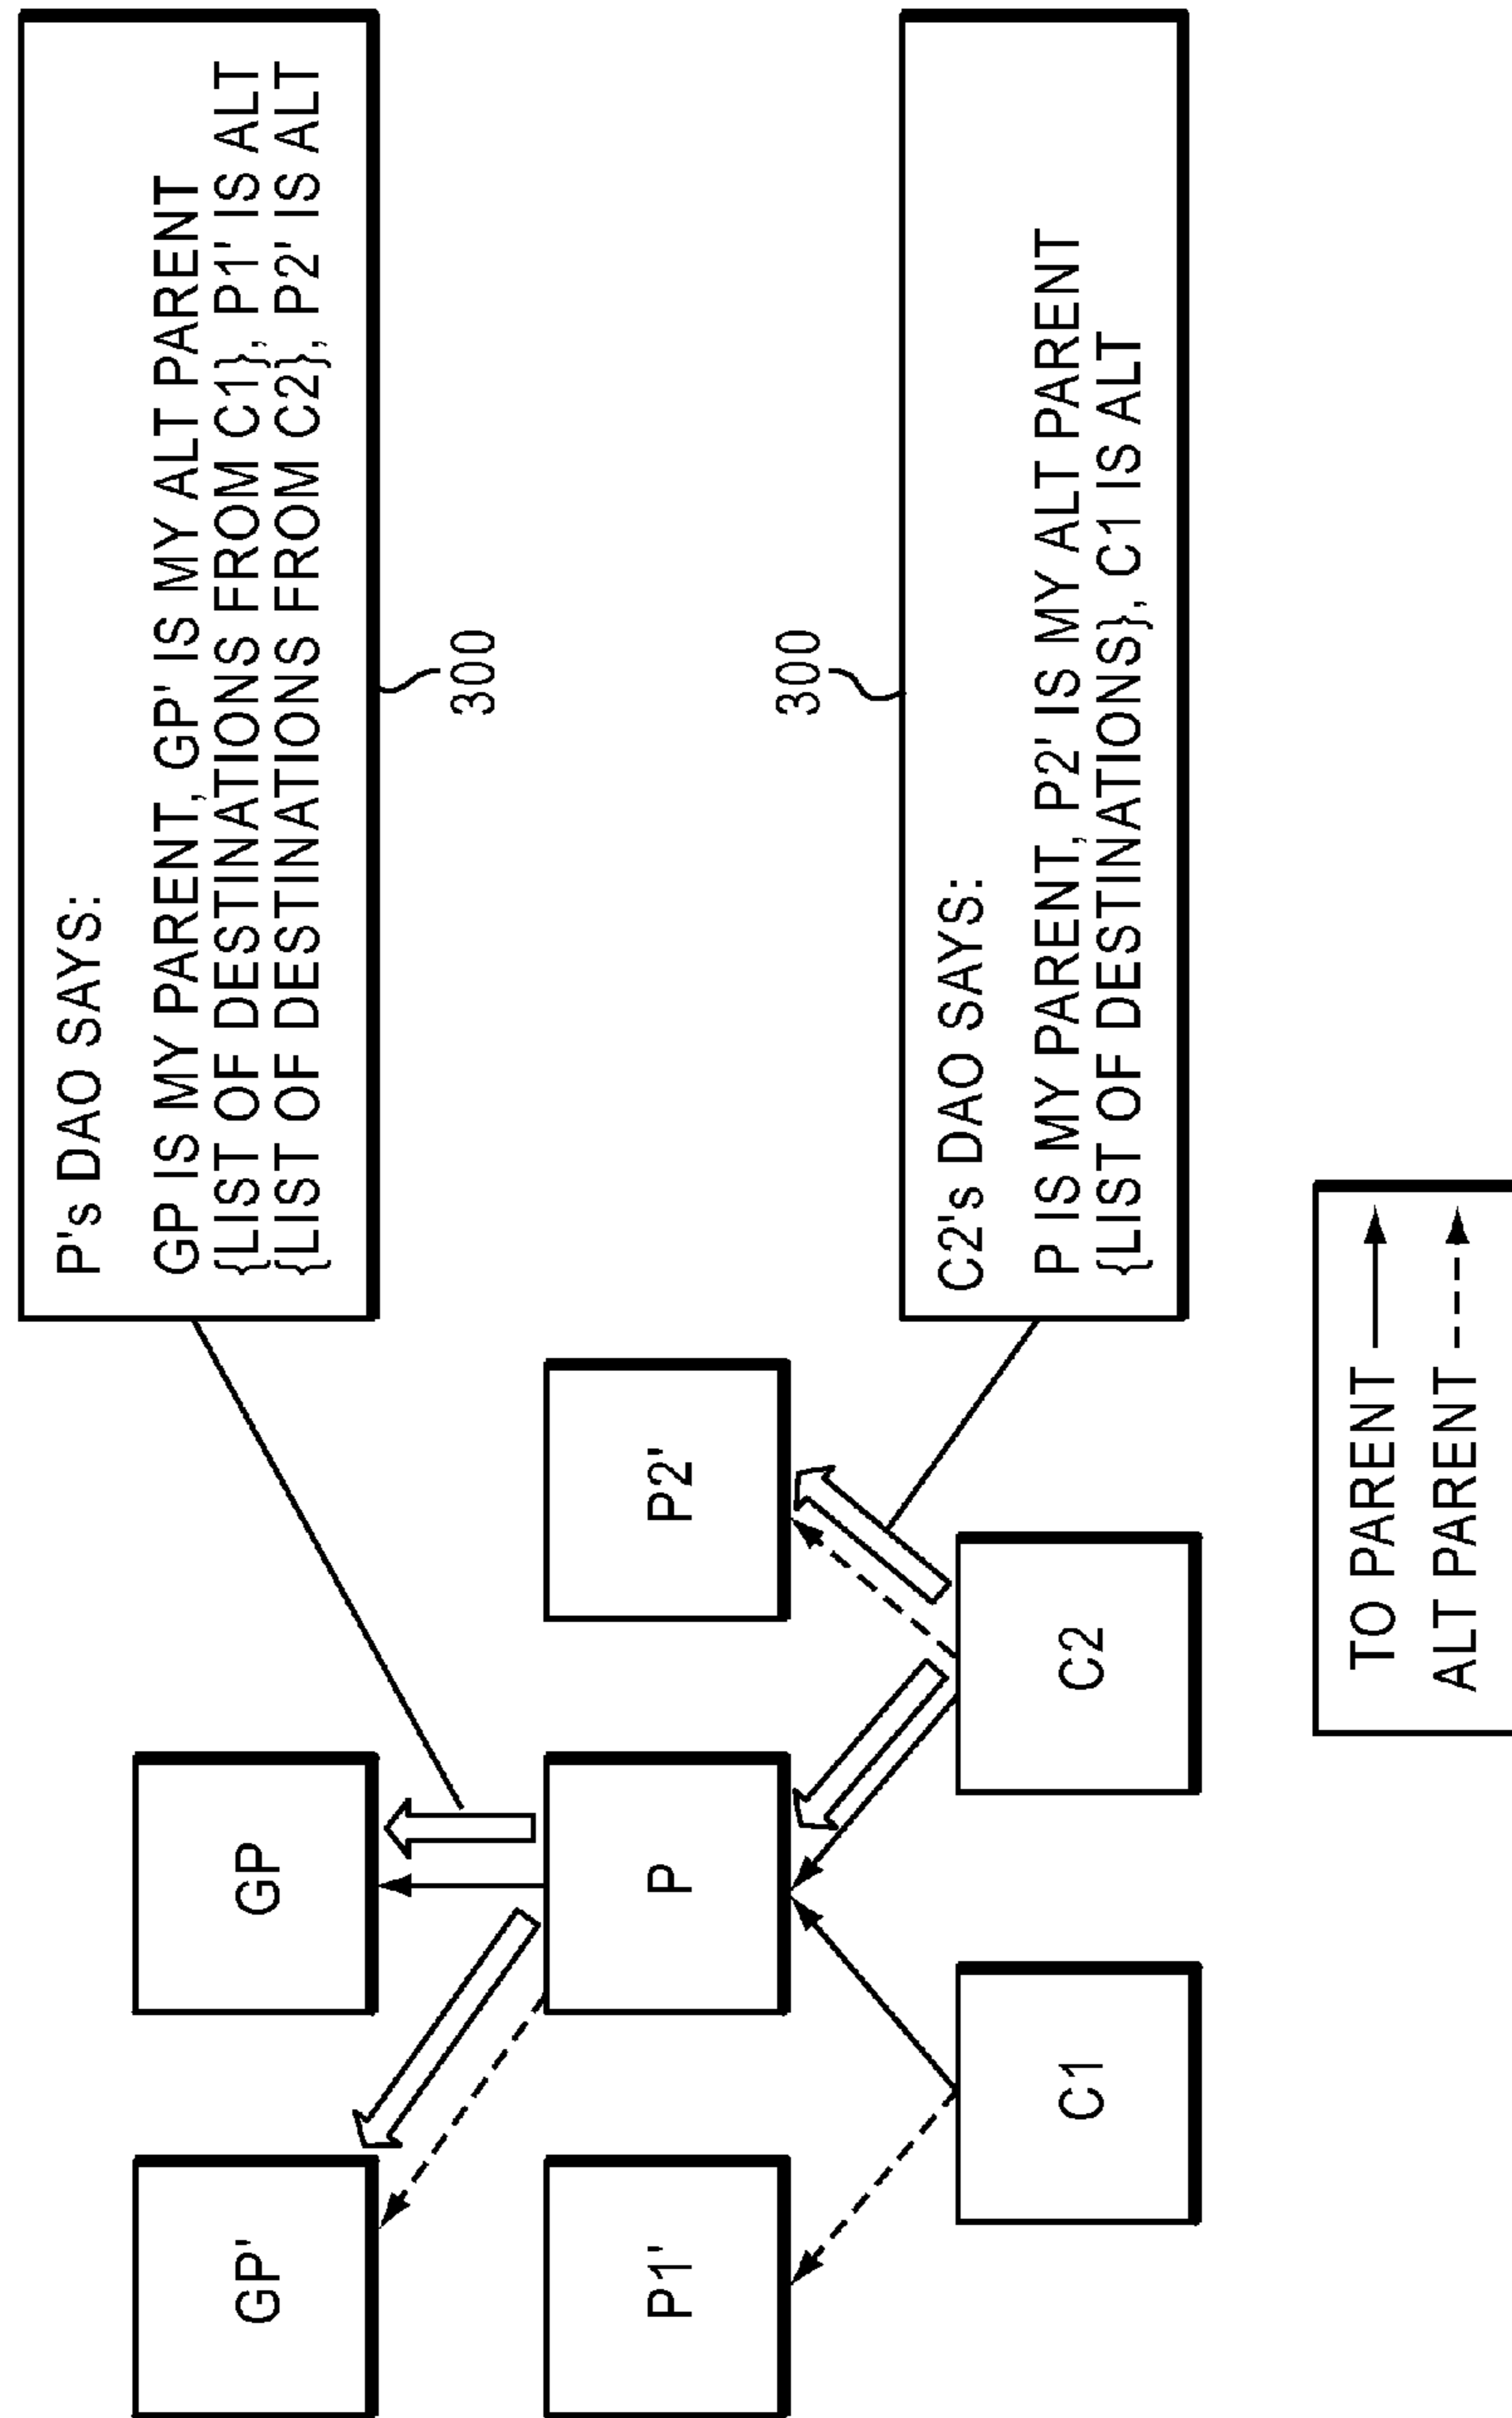 P's DAO SAYS:
GP IS MY PARENT, GP' IS MY ALT PARENT
{LIST OF DESTINATIONS FROM C1}, P1' IS ALT
{LIST OF DESTINATIONS FROM C2}, P2' IS ALT
300
GP'
GP
P1'
P
P2'
300
C2's DAO SAYS:
P IS MY PARENT, P2' IS MY ALT PARENT
{LIST OF DESTINATIONS}, C1 IS ALT
C1
C2
TO PARENT
ALT PARENT